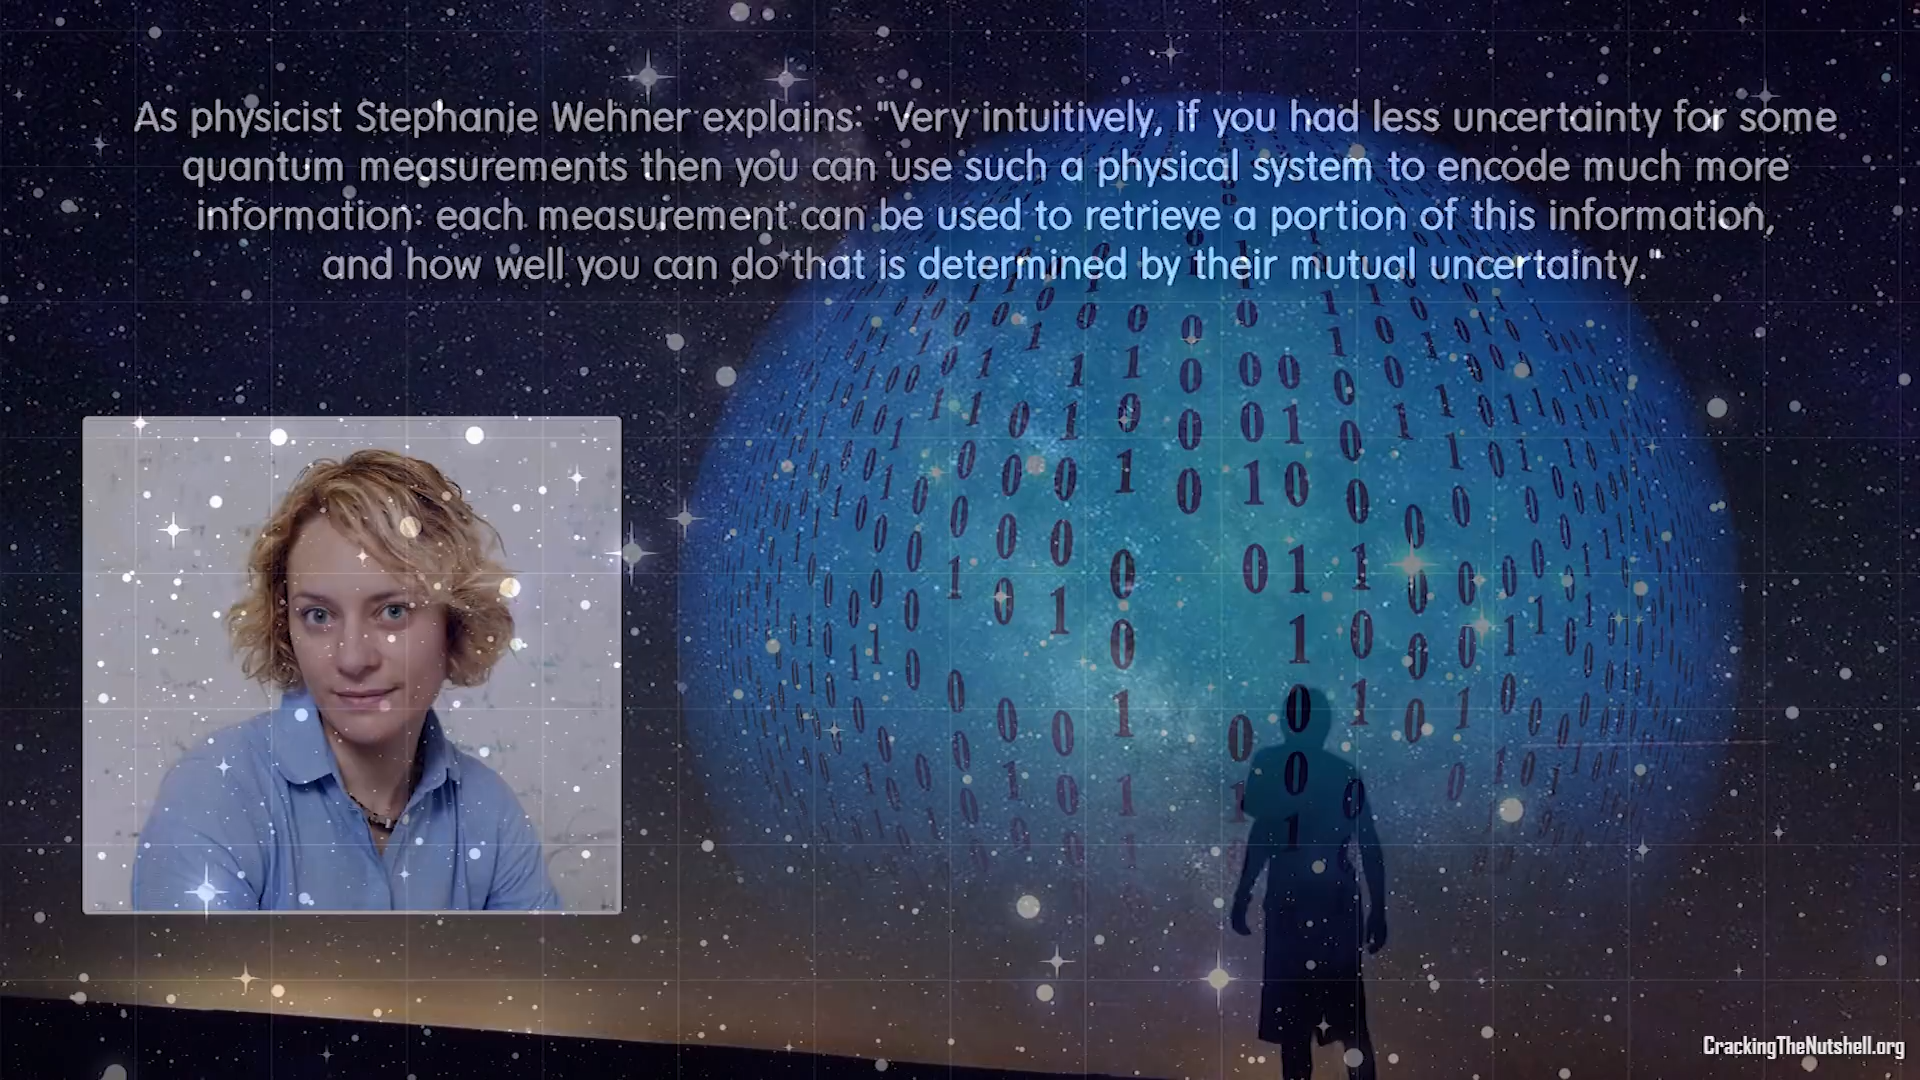 As physicist Stephanie Wehner explains: "Very intuitively, if you had less uncertainty for some
quantum measurements then you can use such a physical system to encode much more
information: each measurement can be used to retrieve a portion of this information,
and how well you can do that is determined by their mutual uncertainty."
CrackingTheNutshell.org